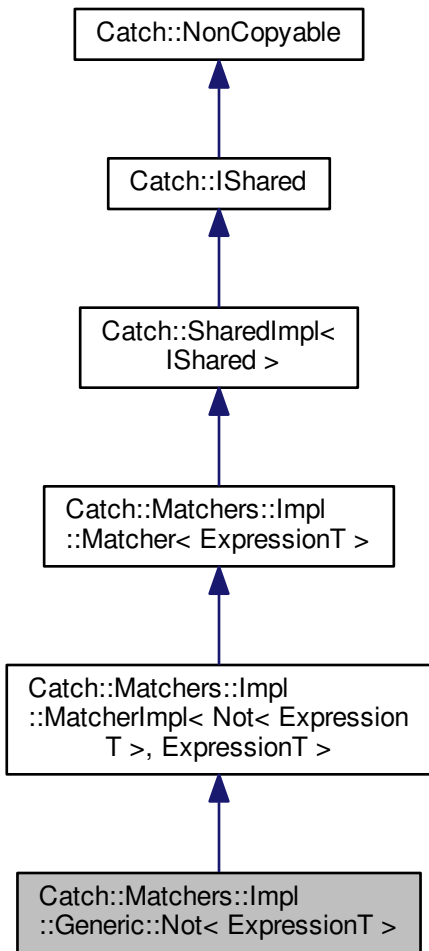 Catch::NonCopyable
Catch::IShared
Catch::SharedImpl<
IShared >
Catch::Matchers::Impl
::Matcher< ExpressionT >
Catch::Matchers::Impl
::MatcherImpl< Not< Expression
T >, ExpressionT >
Catch::Matchers::Impl
::Generic::Not< ExpressionT >